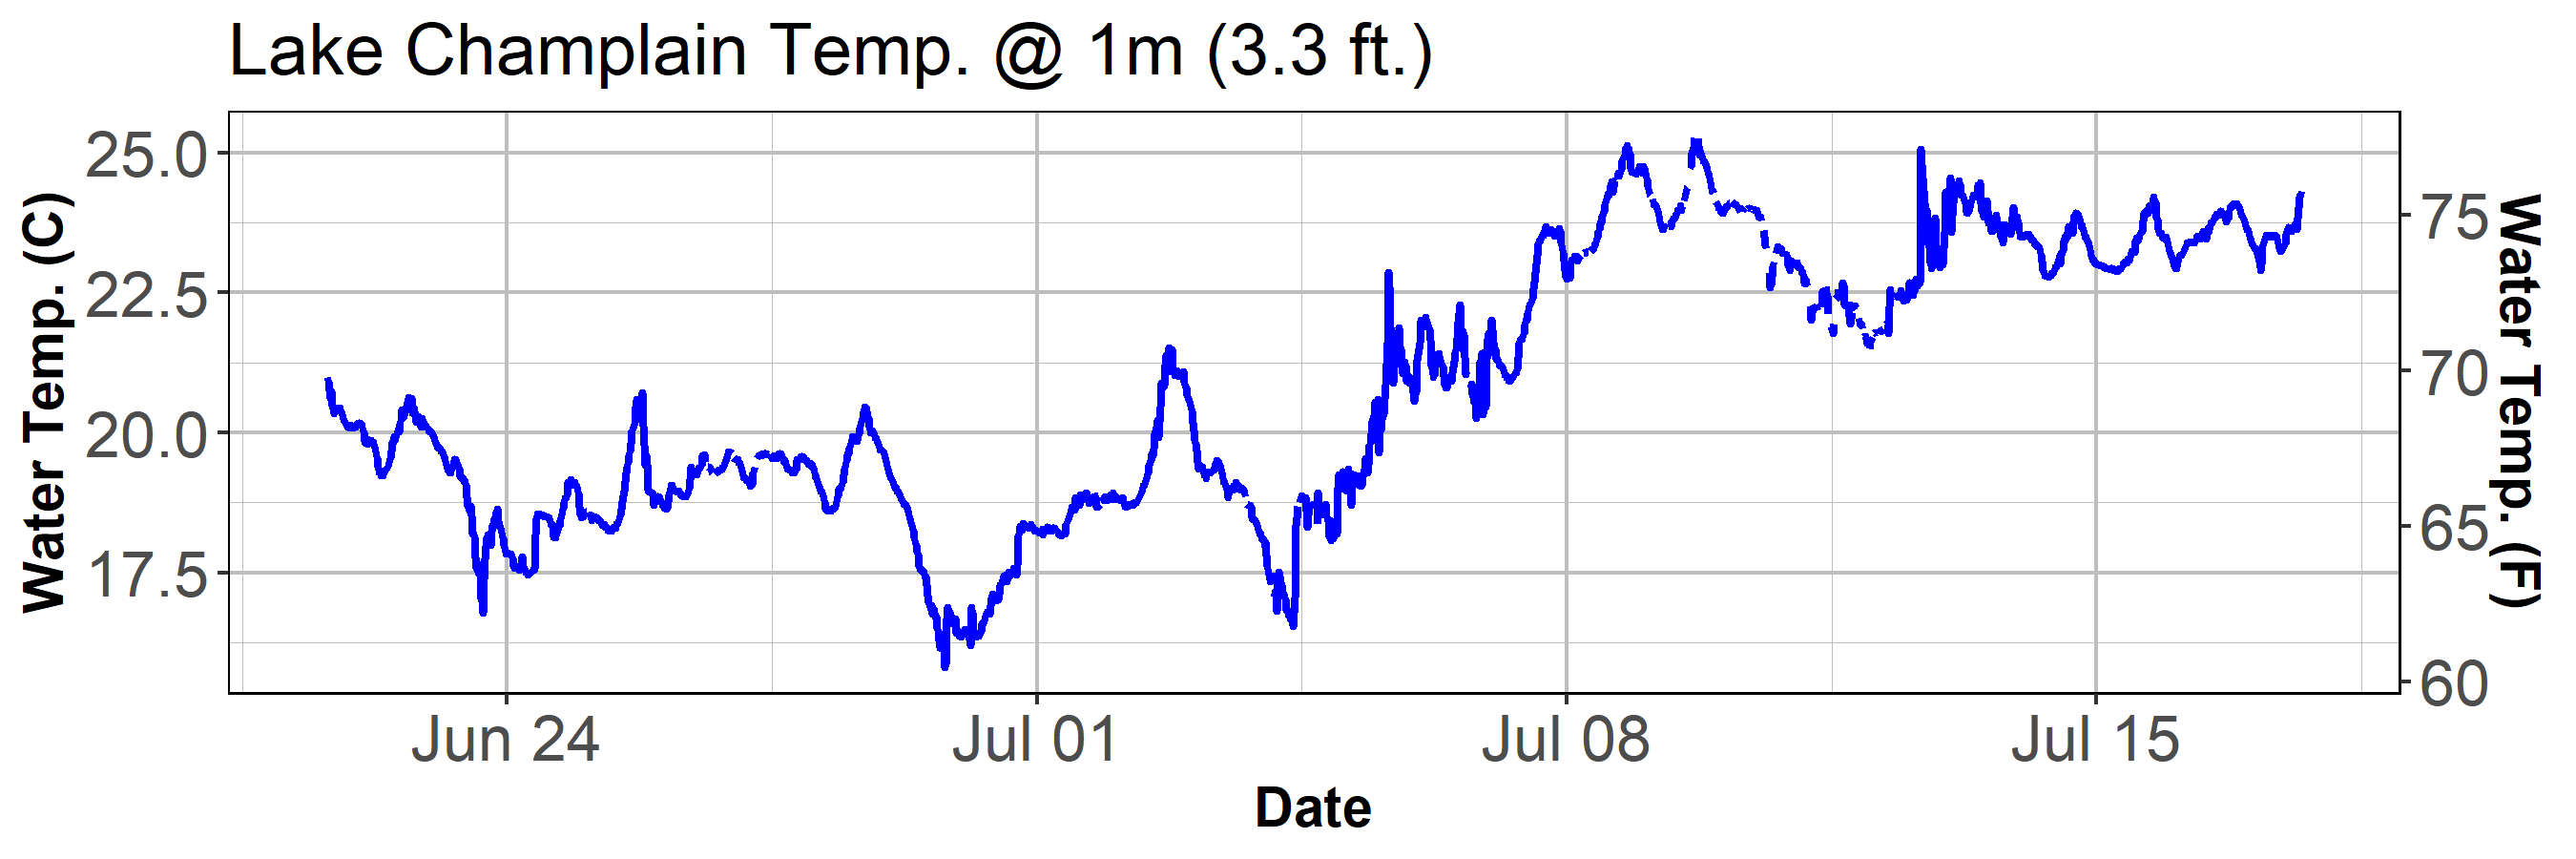 Lake Champlain Temp. @ 1m (3.3 ft.)
Water Temp. (C)
25.0
22.5
20.0
17.5
75
70
65
60
Water Temp. (F)
Jun 24
Jul 01
Jul 08
Jul 15
Date